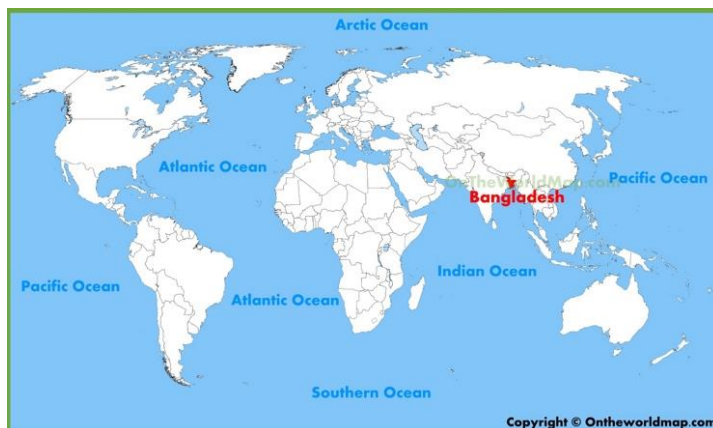 Arctic Ocean
Atlantic Ocean
OnTheWorldMap.com
Pacific Ocean
Bangladesh
Indian Ocean
Pacific Ocean
Atlantic Ocean
Southern Ocean
Copyright © Ontheworldmap.com